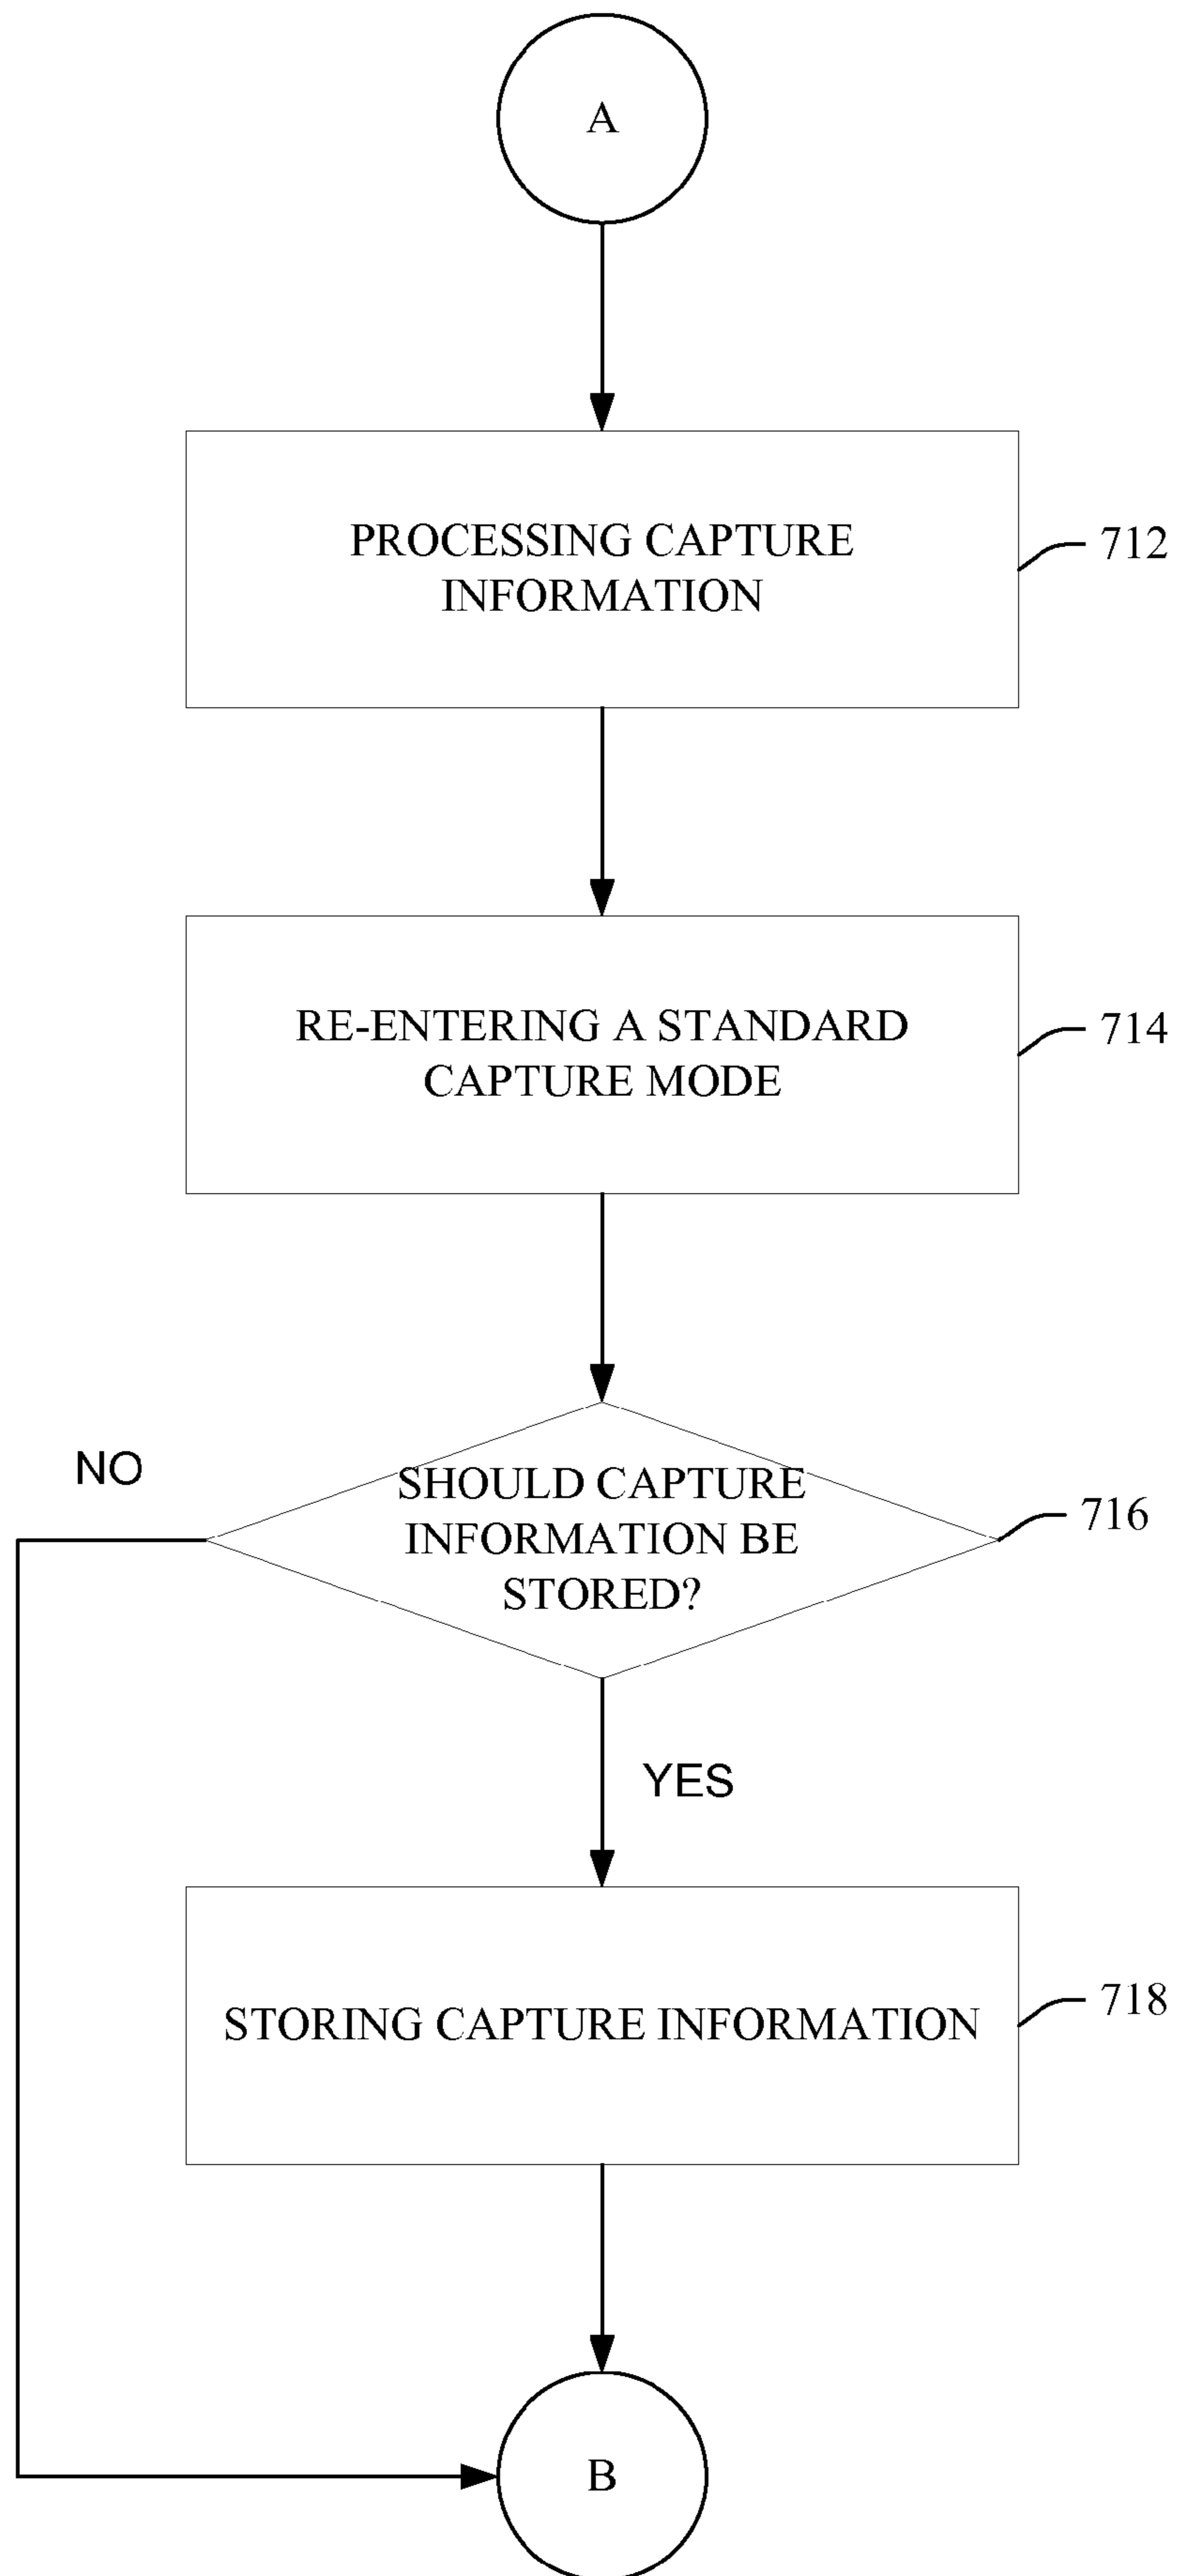 A
PROCESSING CAPTURE
INFORMATION
712
RE-ENTERING A STANDARD
CAPTURE MODE
714
NO
SHOULD CAPTURE
INFORMATION BE
STORED?
716
YES
STORING CAPTURE INFORMATION
718
B